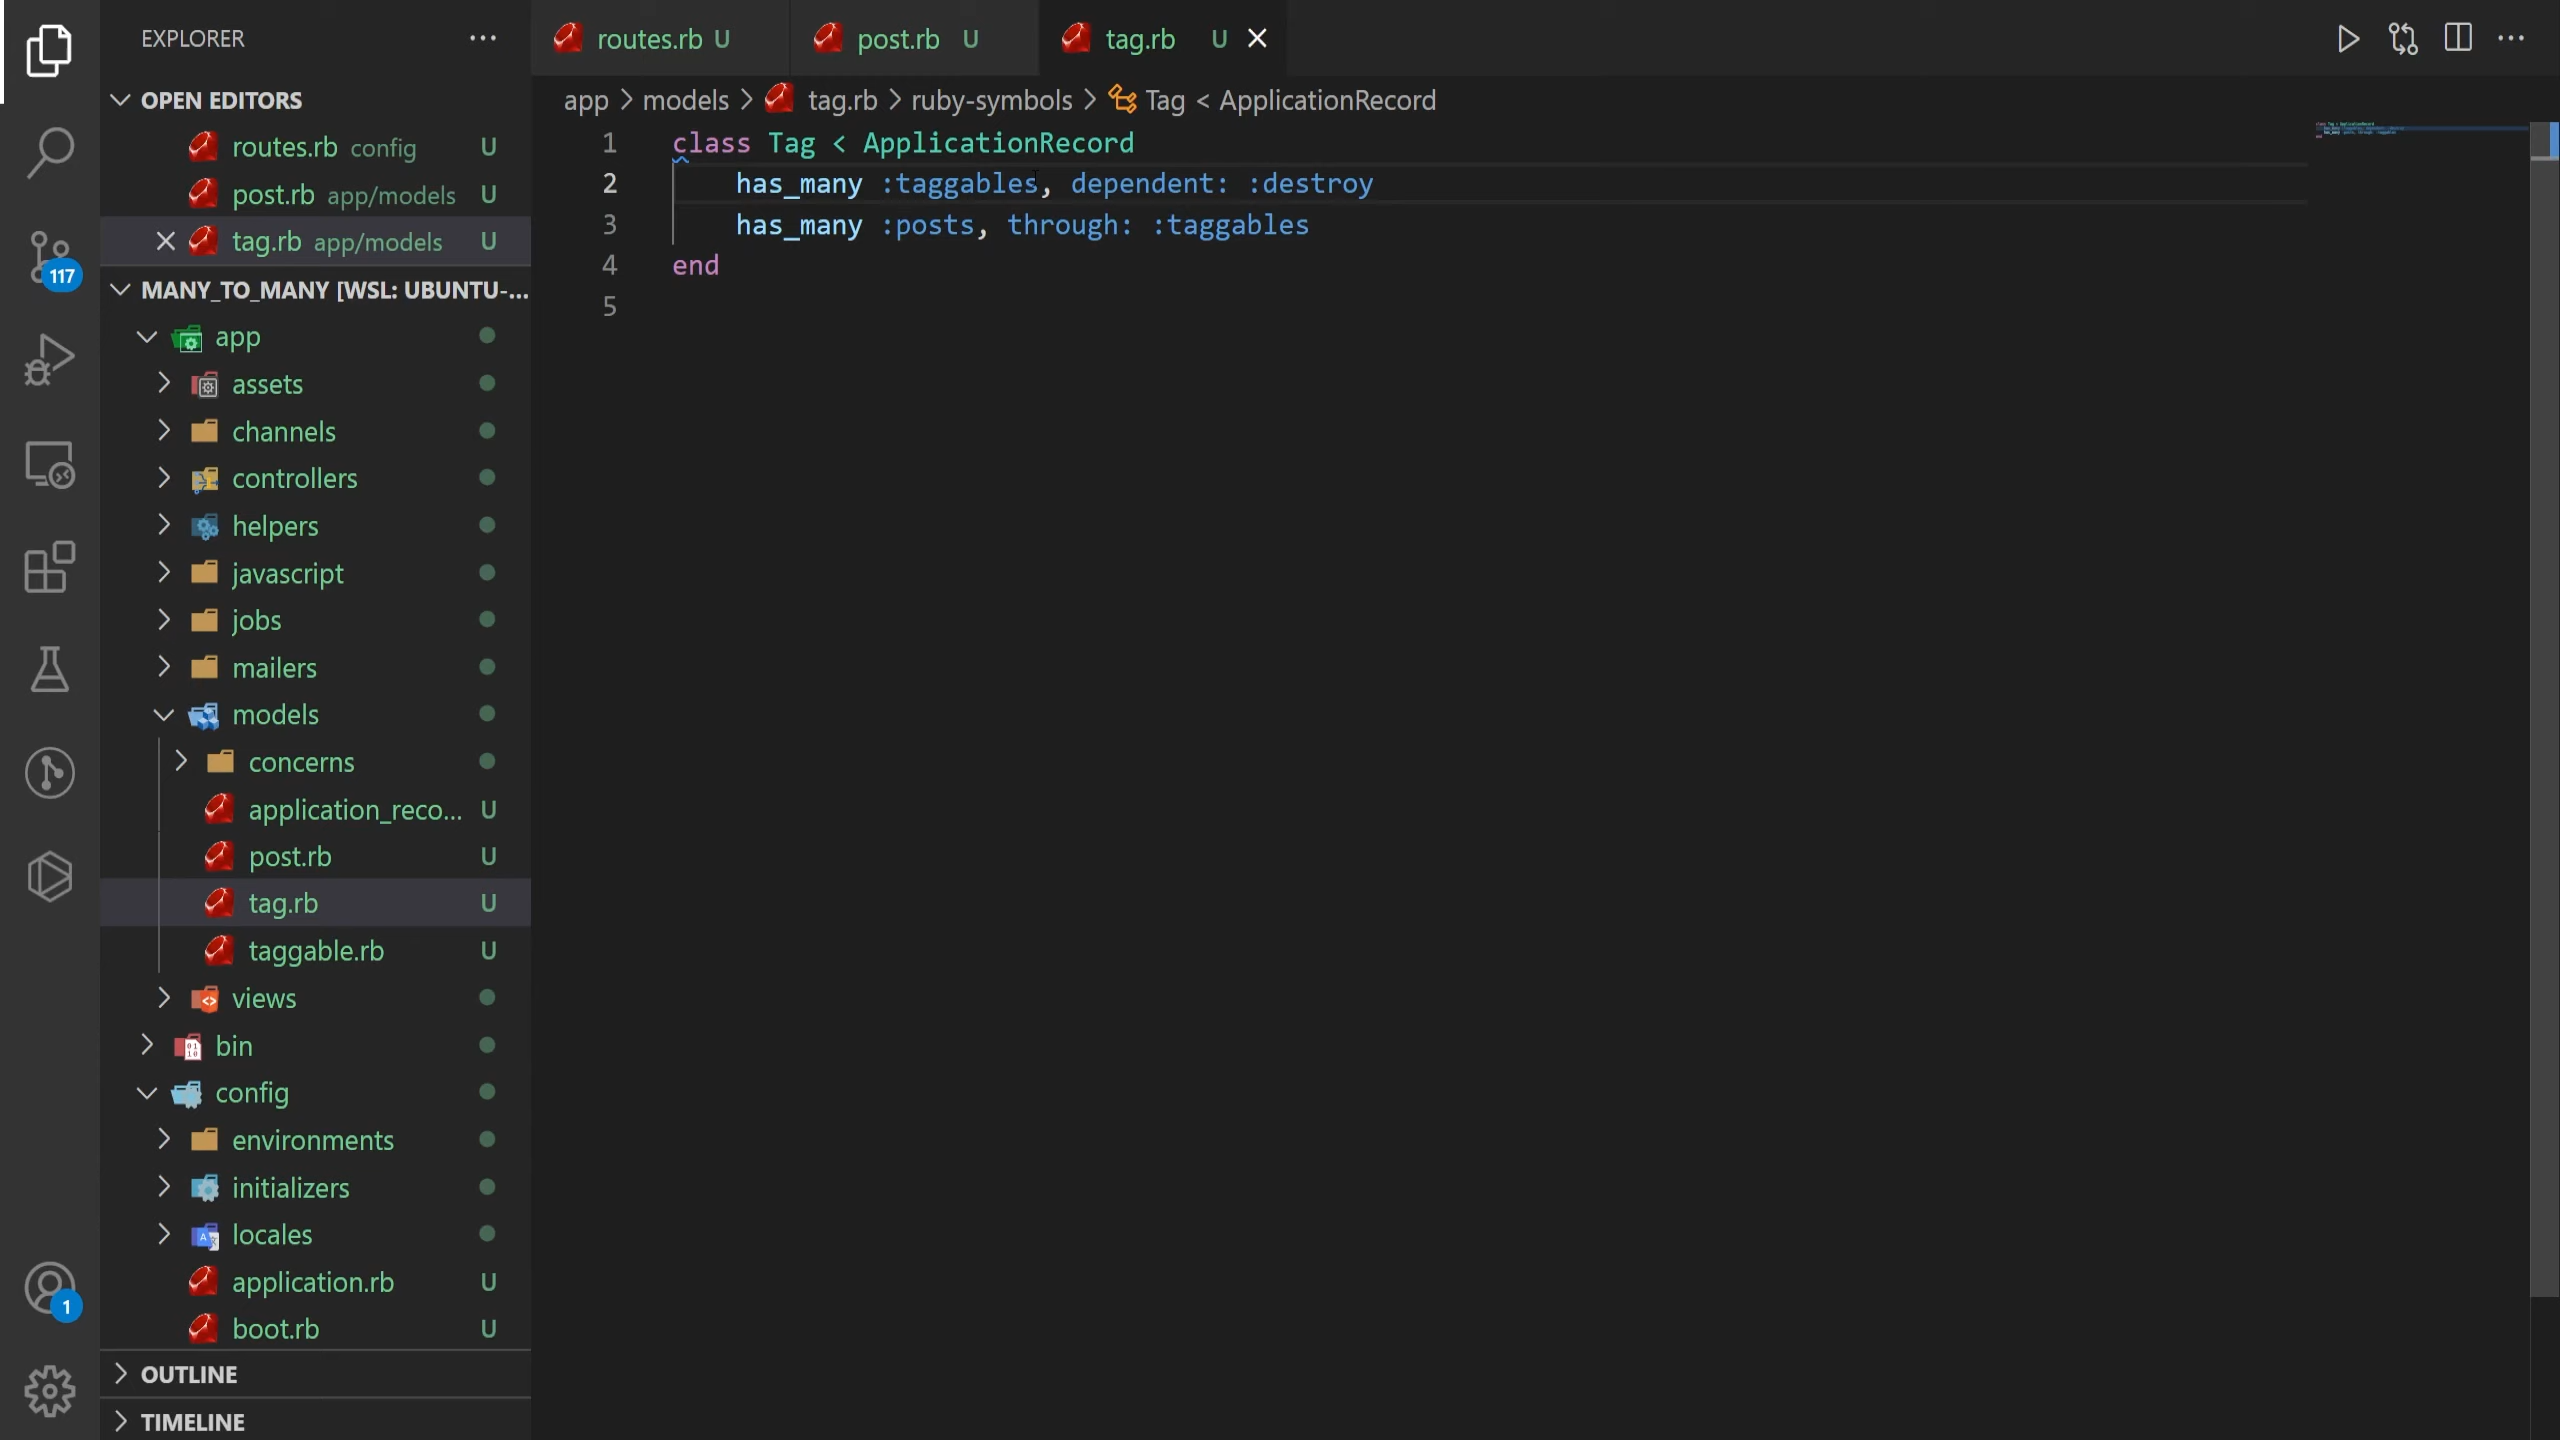 EXPLORER
OPEN EDITORS
routes.rb config U
post.rb app/models U
tag.rb app/models U
MANY_TO_MANY [WSL: UBUNTU-...
app
assets
channels
controllers
helpers
javascript
jobs
mailers
models
concerns
application_reco... U
post.rb U
tag.rb U
taggable.rb U
views
bin
config
environments
initializers
locales
application.rb U
boot.rb U
OUTLINE
TIMELINE
117
1
routes.rb U
post.rb U
tag.rb U
app > models > tag.rb > ruby-symbols > Tag < ApplicationRecord
1 class Tag < ApplicationRecord
2 has_many :taggables, dependent: :destroy
3 has_many :posts, through: :taggables
4 end
5